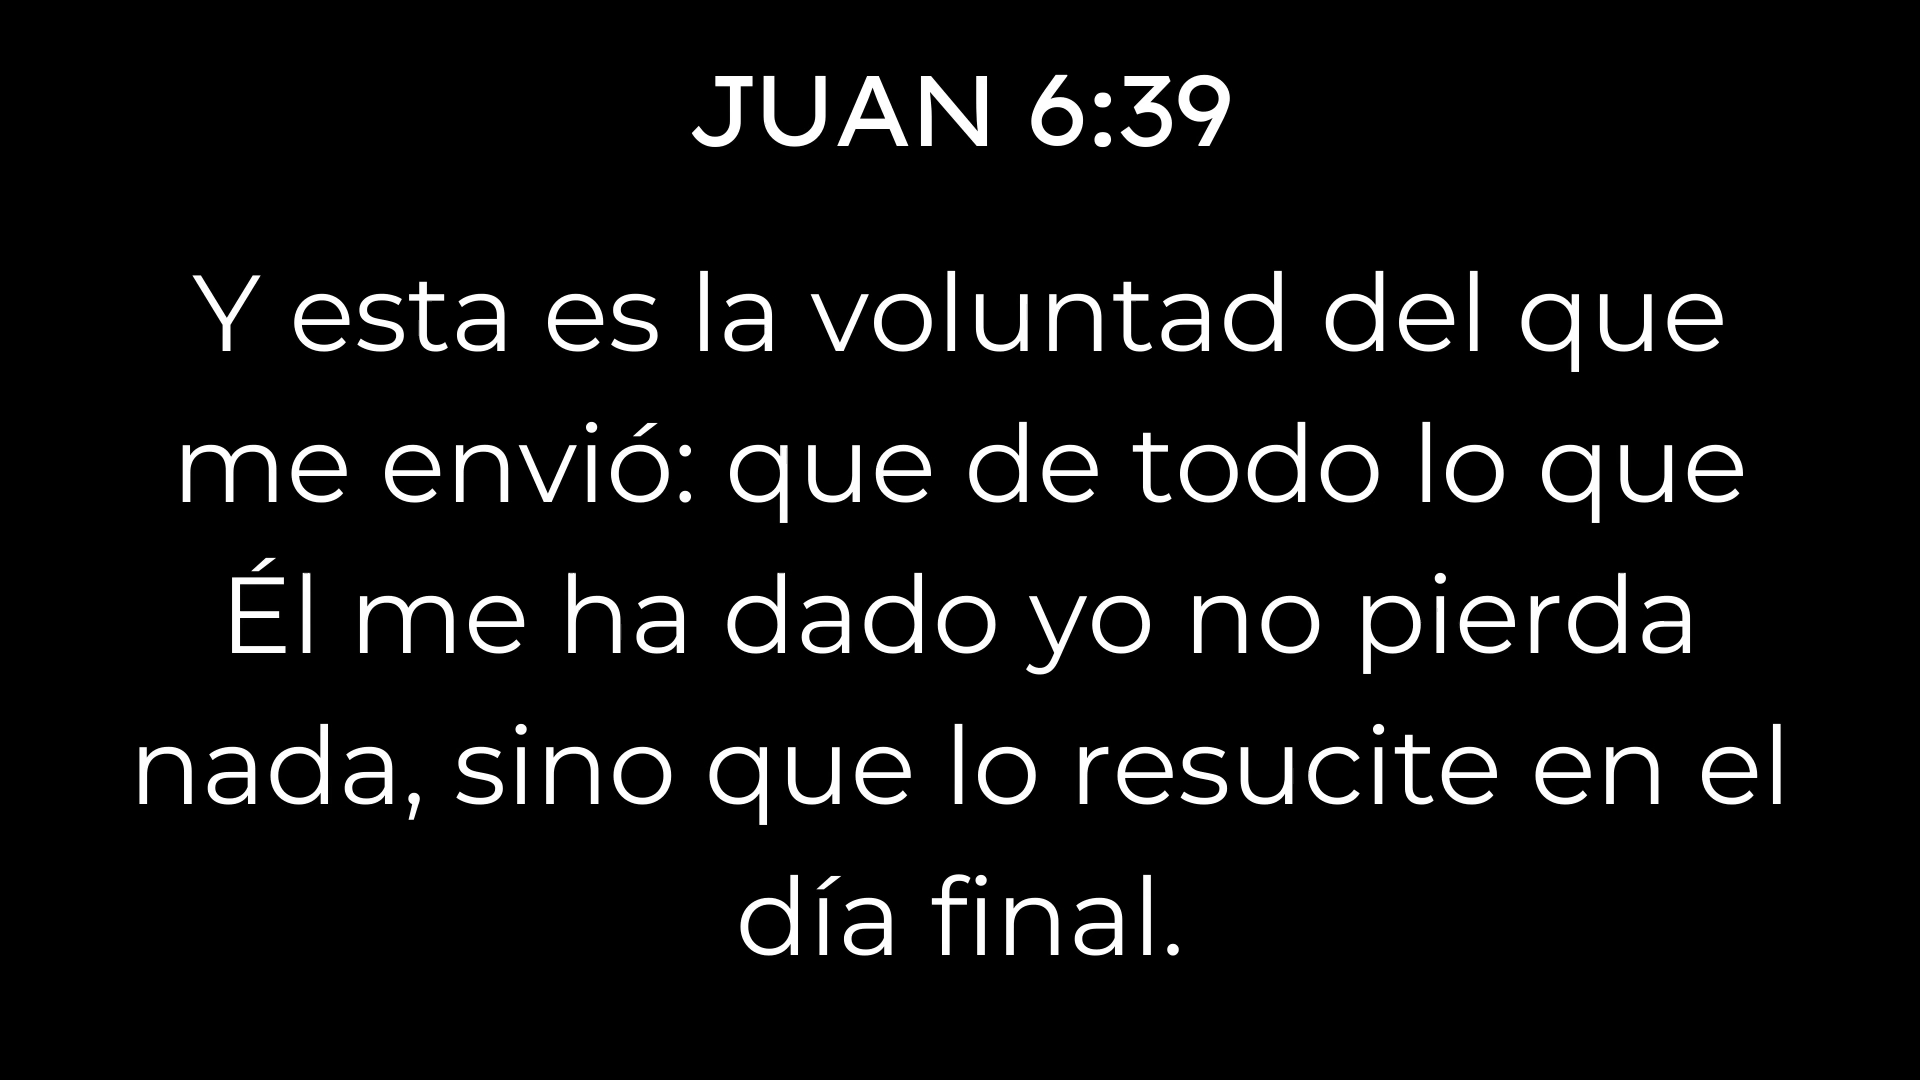 JUAN 6:39
Y esta es la voluntad del que
me envió: que de todo lo que
Él me ha dado yo no pierda
nada, sino que lo resucite en el
día final.